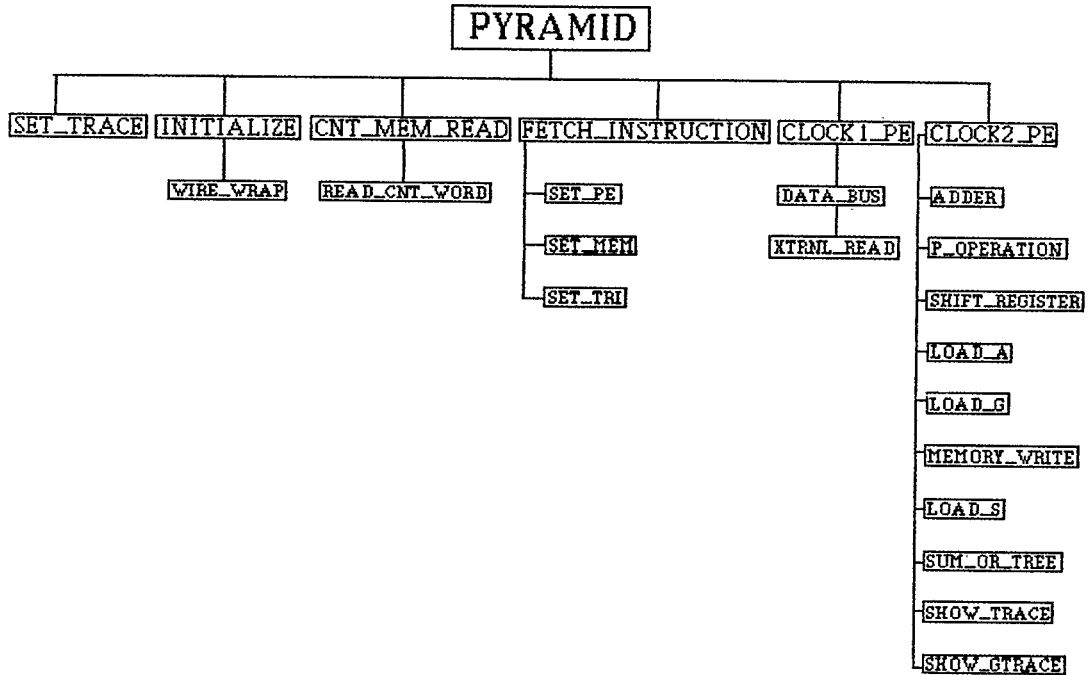 PYRAMID
SET_TRACE INITIALIZE CNT_MEM_READ FETCH_INSTRUCTION CLOCK1_PE CLOCK2_PE
WIRE_WRAP READ_CNT_WORD SET_PE DATA_BUS ADDER
SET_MEM XTRNL_READ P_OPERATION
SET_TRI SHIFT_REGISTER
LOAD_A
LOAD_G
MEMORY_WRITE
LOAD_S
SUM_OR_TREE
SHOW_TRACE
SHOW_GTRACE